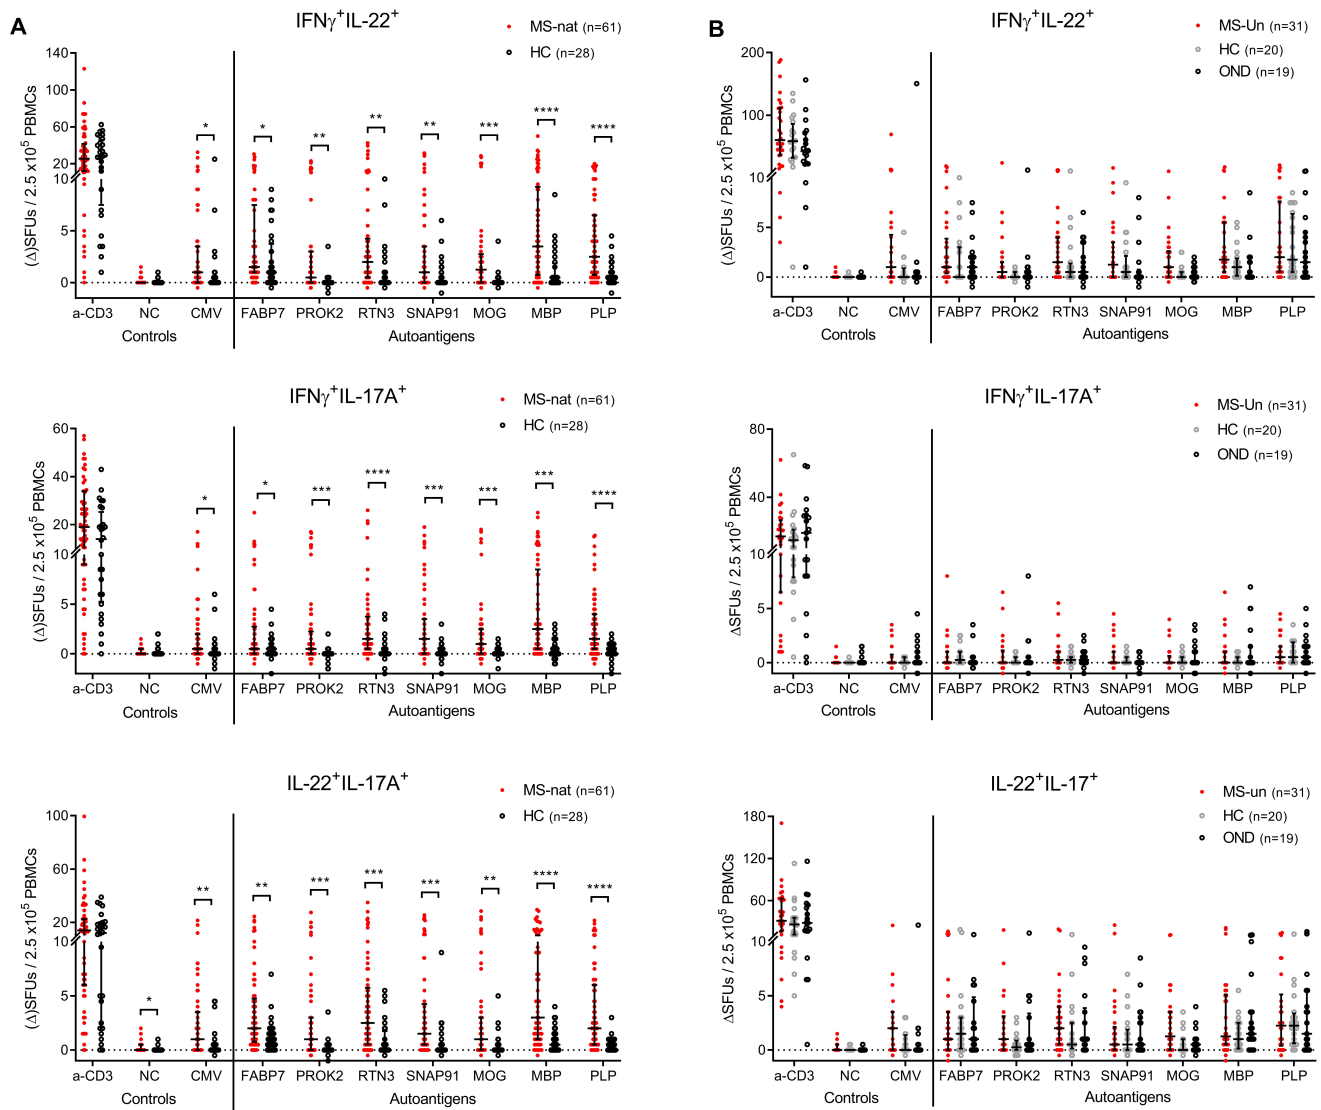 A
IFNγ+IL-22+
MS-nat (n=61)
HC (n=28)
(Δ)SFUs / 2.5 x10^5 PBMCs
140
100
60
20
10
5
0
a-CD3 NC CMV FABP7 PROK2 RTN3 SNAP91 MOG MBP PLP
Controls Autoantigens
* * ** ** ** *** **** ****
B
IFNγ+IL-22+
MS-Un (n=31)
HC (n=20)
OND (n=19)
(Δ)SFUs / 2.5 x10^5 PBMCs
200
100
10
5
0
a-CD3 NC CMV FABP7 PROK2 RTN3 SNAP91 MOG MBP PLP
Controls Autoantigens
IFNγ+IL-17A+
MS-nat (n=61)
HC (n=28)
(Δ)SFUs / 2.5 x10^5 PBMCs
60
40
20
10
5
0
a-CD3 NC CMV FABP7 PROK2 RTN3 SNAP91 MOG MBP PLP
Controls Autoantigens
* * *** **** *** *** *** ****
IFNγ+IL-17A+
MS-Un (n=31)
HC (n=20)
OND (n=19)
ΔSFUs / 2.5 x10^5 PBMCs
80
40
10
5
0
a-CD3 NC CMV FABP7 PROK2 RTN3 SNAP91 MOG MBP PLP
Controls Autoantigens
IL-22+IL-17A+
MS-nat (n=61)
HC (n=28)
(Δ)SFUs / 2.5 x10^5 PBMCs
100
60
20
10
5
0
a-CD3 NC CMV FABP7 PROK2 RTN3 SNAP91 MOG MBP PLP
Controls Autoantigens
* ** ** *** *** *** ** **** ****
IL-22+IL-17+
MS-un (n=31)
HC (n=20)
OND (n=19)
ΔSFUs / 2.5 x10^5 PBMCs
180
120
60
10
5
0
a-CD3 NC CMV FABP7 PROK2 RTN3 SNAP91 MOG MBP PLP
Controls Autoantigens